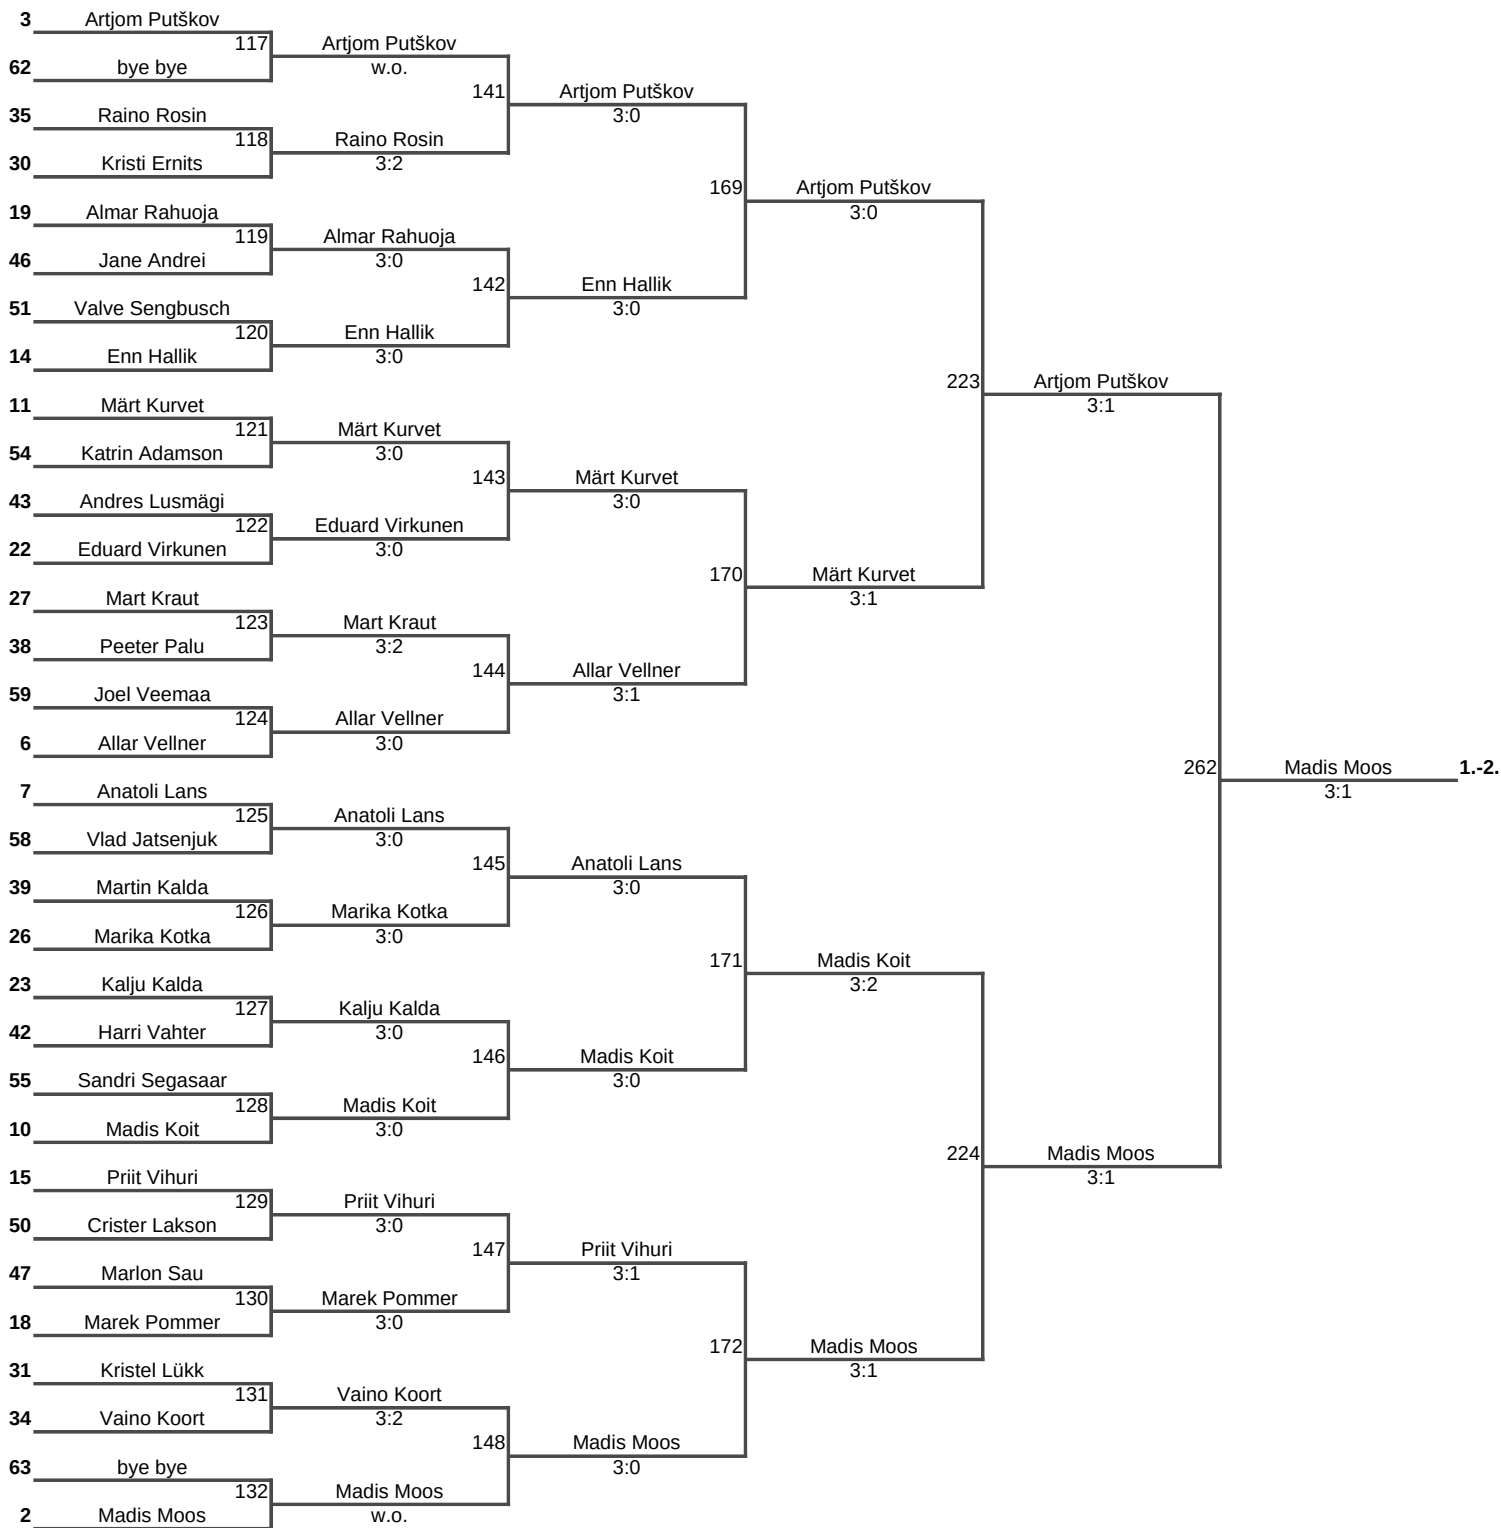 3 Artjom Putškov
117 Artjom Putškov
62 bye bye w.o.
141 Artjom Putškov
35 Raino Rosin 3:0
118 Raino Rosin
30 Kristi Ernits 3:2
169 Artjom Putškov
19 Almar Rahuoja 3:0
119 Almar Rahuoja
46 Jane Andrei 3:0
142 Enn Hallik
51 Valve Sengbusch 3:0
120 Enn Hallik
14 Enn Hallik 3:0
223 Artjom Putškov
11 Märt Kurvet 3:1
121 Märt Kurvet
54 Katrin Adamson 3:0
143 Märt Kurvet
43 Andres Lusmägi 3:0
122 Eduard Virkunen
22 Eduard Virkunen 3:0
170 Märt Kurvet
27 Mart Kraut 3:1
123 Mart Kraut
38 Peeter Palu 3:2
144 Allar Vellner
59 Joel Veemaa 3:1
124 Allar Vellner
6 Allar Vellner 3:0
262 Madis Moos 1.-2.
7 Anatoli Lans 3:1
125 Anatoli Lans
58 Vlad Jatsenjuk 3:0
145 Anatoli Lans
39 Martin Kalda 3:0
126 Marika Kotka
26 Marika Kotka 3:0
171 Madis Koit
23 Kalju Kalda 3:2
127 Kalju Kalda
42 Harri Vahter 3:0
146 Madis Koit
55 Sandri Segasaar 3:0
128 Madis Koit
10 Madis Koit 3:0
224 Madis Moos
15 Priit Vihuri 3:1
129 Priit Vihuri
50 Crister Lakson 3:0
147 Priit Vihuri
47 Marlon Sau 3:1
130 Marek Pommer
18 Marek Pommer 3:0
172 Madis Moos
31 Kristel Lükk 3:1
131 Vaino Koort
34 Vaino Koort 3:2
148 Madis Moos
63 bye bye 3:0
132 Madis Moos
2 Madis Moos w.o.